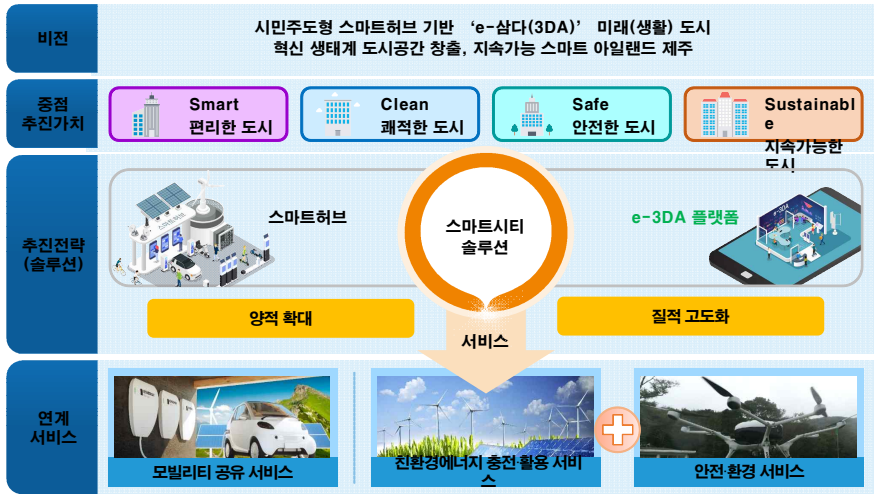 비전
시민주도형 스마트허브 기반 ‘e-삼다(3DA)’ 미래(생활) 도시
혁신 생태계 도시공간 창출, 지속가능 스마트 아일랜드 제주
중점
추진가치
Smart
편리한 도시
Clean
쾌적한 도시
Safe
안전한 도시
Sustainabl
e
지속가능한
도시
추진전략
(솔루션)
스마트허브
스마트허브
스마트시티
솔루션
e-3DA 플랫폼
e-3DA
양적 확대
질적 고도화
서비스
연계
서비스
모빌리티 공유 서비스
친환경에너지 충전·활용 서비
스
안전·환경 서비스